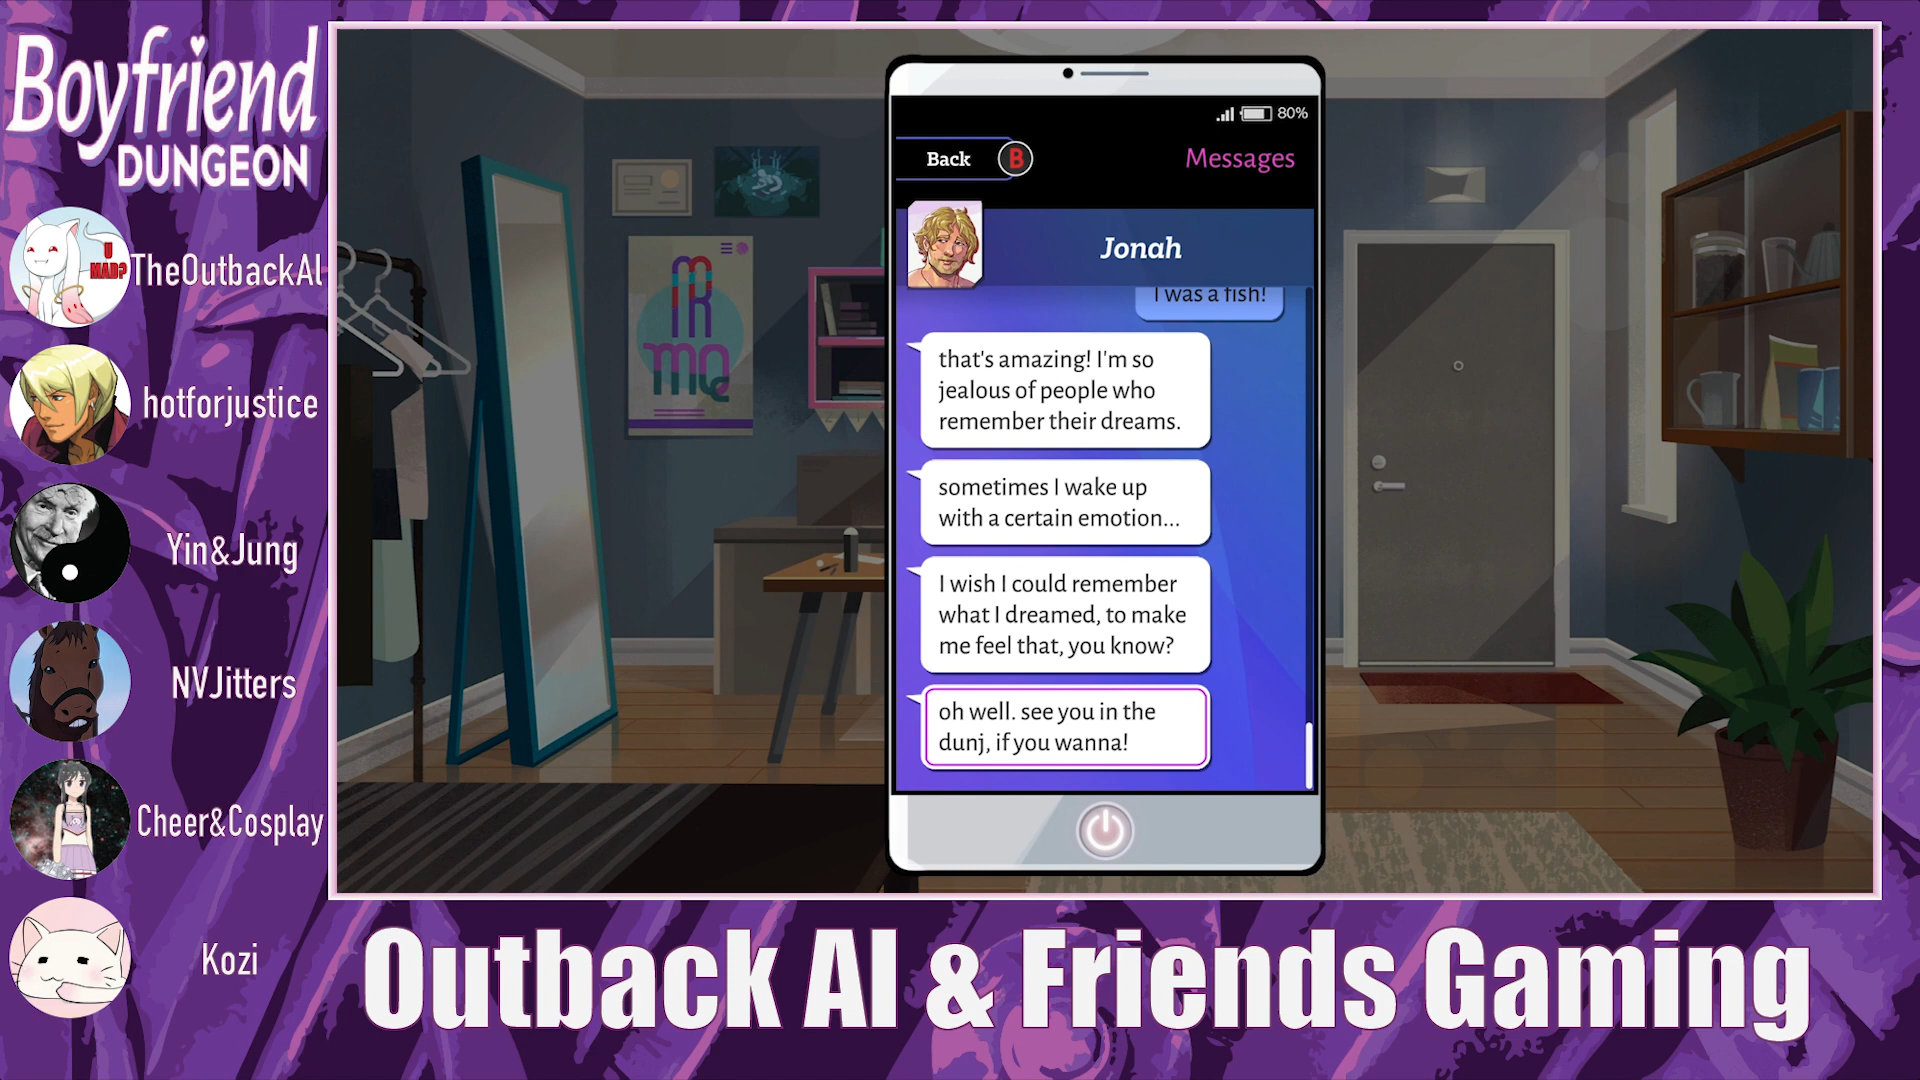 Boyfriend
DUNGEON
U
MAD?
TheOutbackAl
hotforjustice
Yin&Jung
NVJitters
Cheer&Cosplay
Kozi
80%
Back
B
Messages
Jonah
I was a fish!
that's amazing! I'm so
jealous of people who
remember their dreams.
sometimes I wake up
with a certain emotion...
I wish I could remember
what I dreamed, to make
me feel that, you know?
oh well. see you in the
dunj, if you wanna!
Outback Al & Friends Gaming